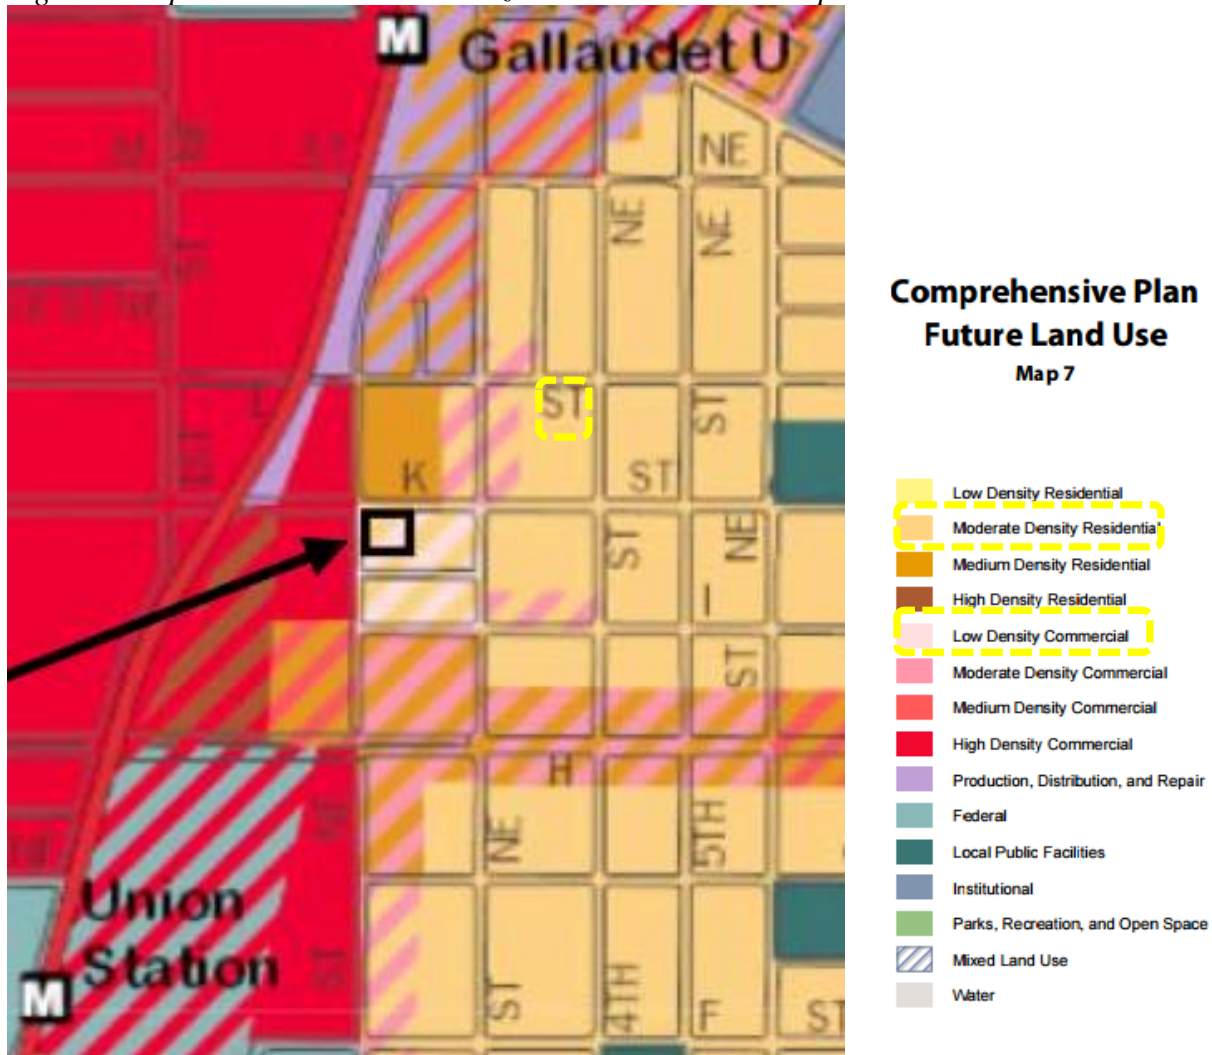 M
Gallaudet U
NE
NE
NE
ST
ST
K
ST
NE
ST
I
ST
H
NE
5TH
Union
Station
M
ST
ST
4TH
F
ST
Comprehensive Plan
Future Land Use
Map 7
Low Density Residential
Moderate Density Residential
Medium Density Residential
High Density Residential
Low Density Commercial
Moderate Density Commercial
Medium Density Commercial
High Density Commercial
Production, Distribution, and Repair
Federal
Local Public Facilities
Institutional
Parks, Recreation, and Open Space
Mixed Land Use
Water